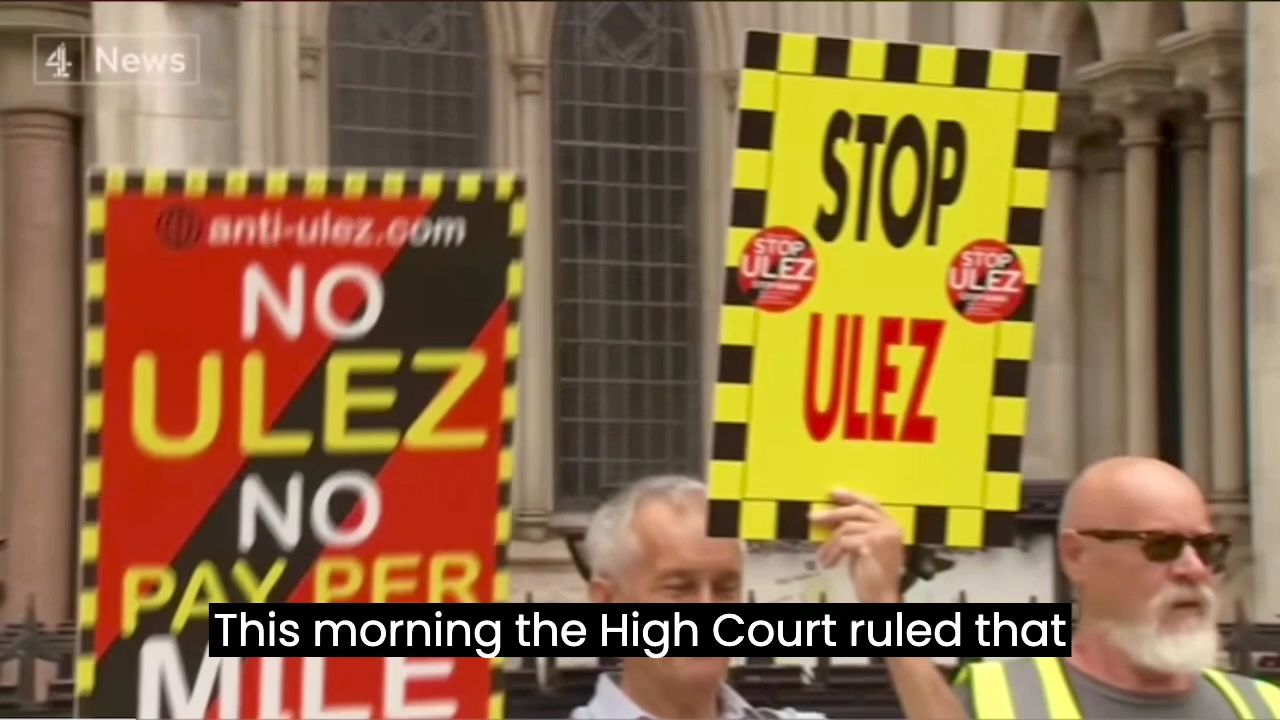 4 News
anti-ulez.com
NO
ULEZ
NO
PAY PER
MILE
STOP
STOP
ULEZ
STOP
ULEZ
ULEZ
This morning the High Court ruled that